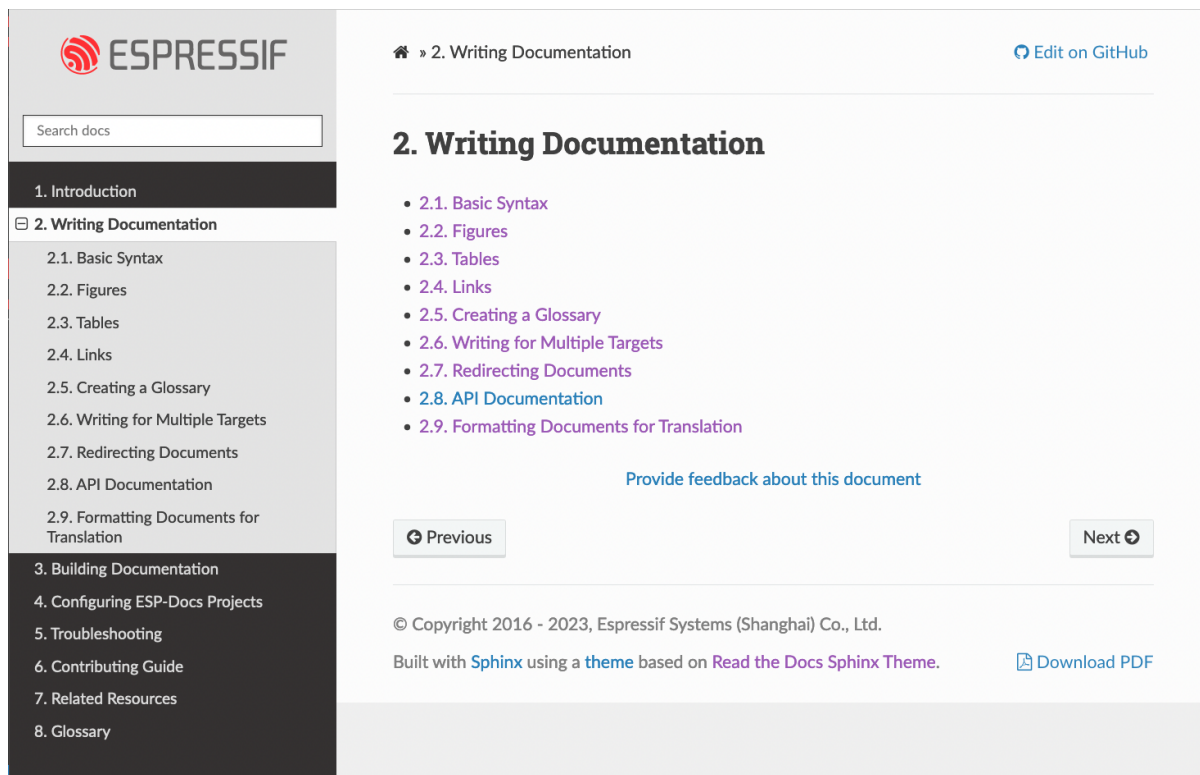 ESPRESSIF
Search docs
1. Introduction
2. Writing Documentation
2.1. Basic Syntax
2.2. Figures
2.3. Tables
2.4. Links
2.5. Creating a Glossary
2.6. Writing for Multiple Targets
2.7. Redirecting Documents
2.8. API Documentation
2.9. Formatting Documents for
Translation
3. Building Documentation
4. Configuring ESP-Docs Projects
5. Troubleshooting
6. Contributing Guide
7. Related Resources
8. Glossary
» 2. Writing Documentation
Edit on GitHub
2. Writing Documentation
• 2.1. Basic Syntax
• 2.2. Figures
• 2.3. Tables
• 2.4. Links
• 2.5. Creating a Glossary
• 2.6. Writing for Multiple Targets
• 2.7. Redirecting Documents
• 2.8. API Documentation
• 2.9. Formatting Documents for Translation
Provide feedback about this document
Previous
Next
© Copyright 2016 - 2023, Espressif Systems (Shanghai) Co., Ltd.
Built with Sphinx using a theme based on Read the Docs Sphinx Theme.
Download PDF